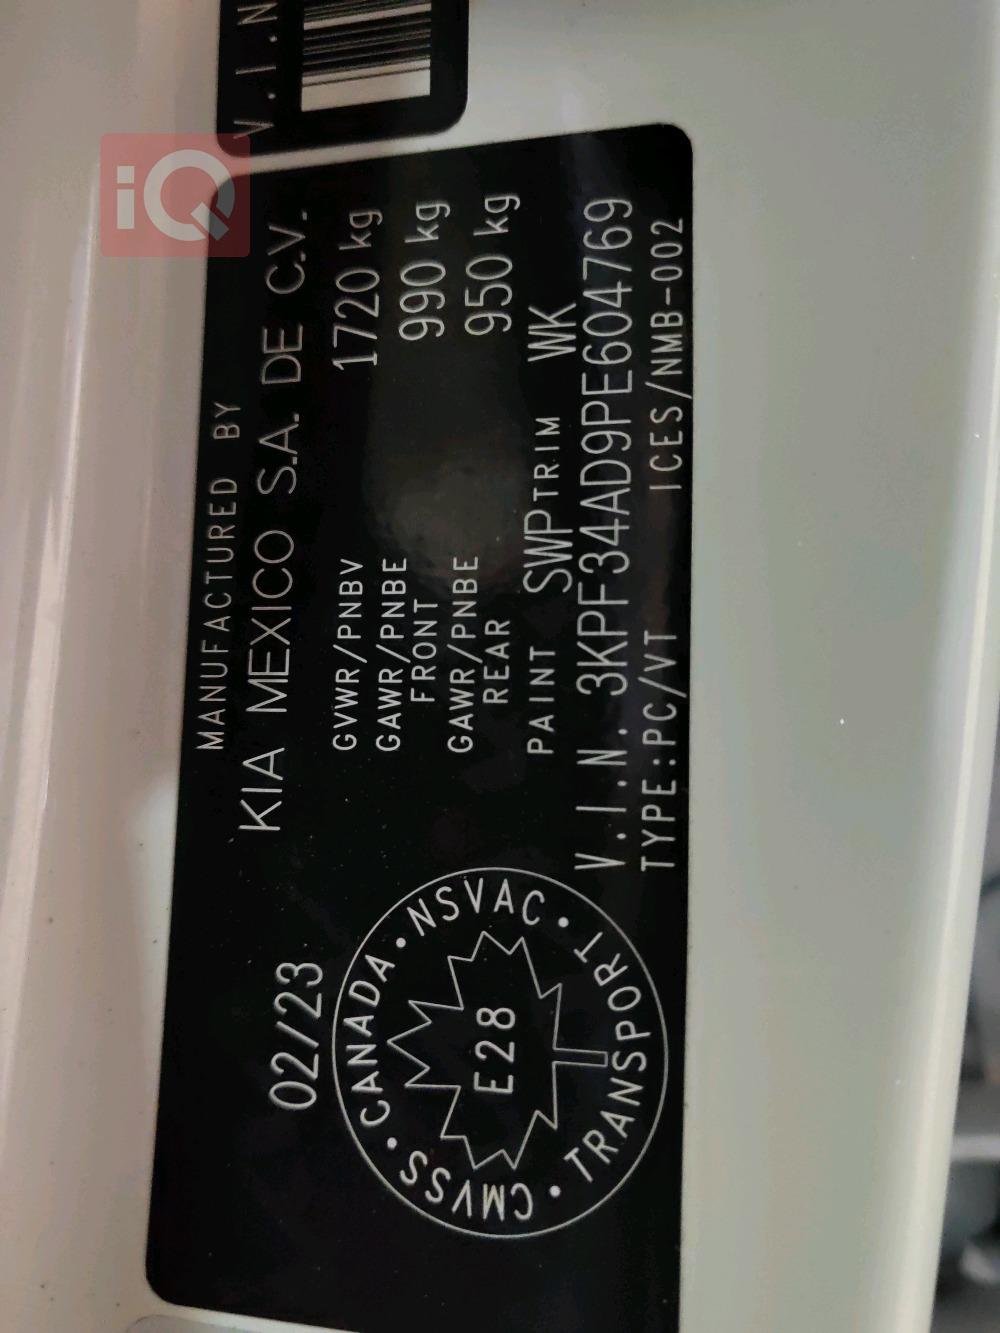 V.I.N
iQ
02/23
MANUFACTURED BY
KIA MEXICO S.A. DE C.V.
GVWR/PNBV 1720 kg
GAWR/PNBE FRONT 990 kg
GAWR/PNBE REAR 950 kg
PAINT SWP TRIM WK
V.I.N. 3KPF34AD9PE604769
TYPE:PC/VT ICES/NMB-002
CANADA • NSVAC • TRANSPORT • CMVSS •
E28